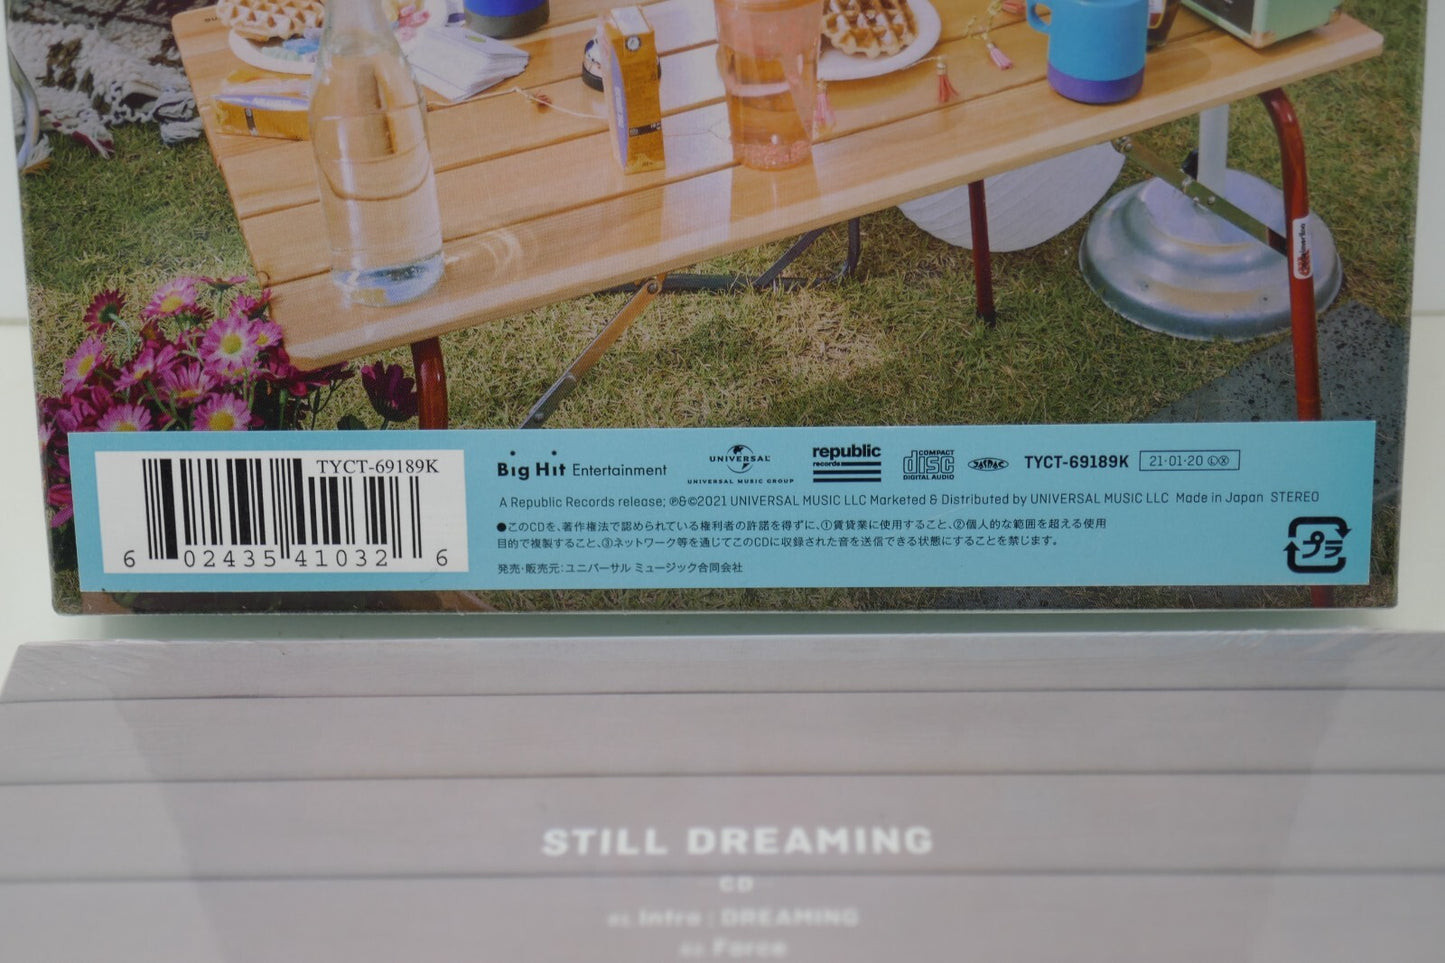 TYCT-69189K
6 02435 41032 6
Big Hit Entertainment
UNIVERSAL
UNIVERSAL MUSIC GROUP
republic
records
COMPACT
disc
DIGITAL AUDIO
JASRAC
TYCT-69189K
21·01·20 Ⓛⓧ
A Republic Records release; ℗&©2021 UNIVERSAL MUSIC LLC Marketed & Distributed by UNIVERSAL MUSIC LLC Made in Japan STEREO
●このCDを、著作権法で認められている権利者の許諾を得ずに、①賃貸業に使用すること、②個人的な範囲を超える使用
目的で複製すること、③ネットワーク等を通じてこのCDに収録された音を送信できる状態にすることを禁じます。
発売・販売元：ユニバーサル ミュージック合同会社
プラ
STILL DREAMING
CD
01. Intro : DREAMING
02. Force